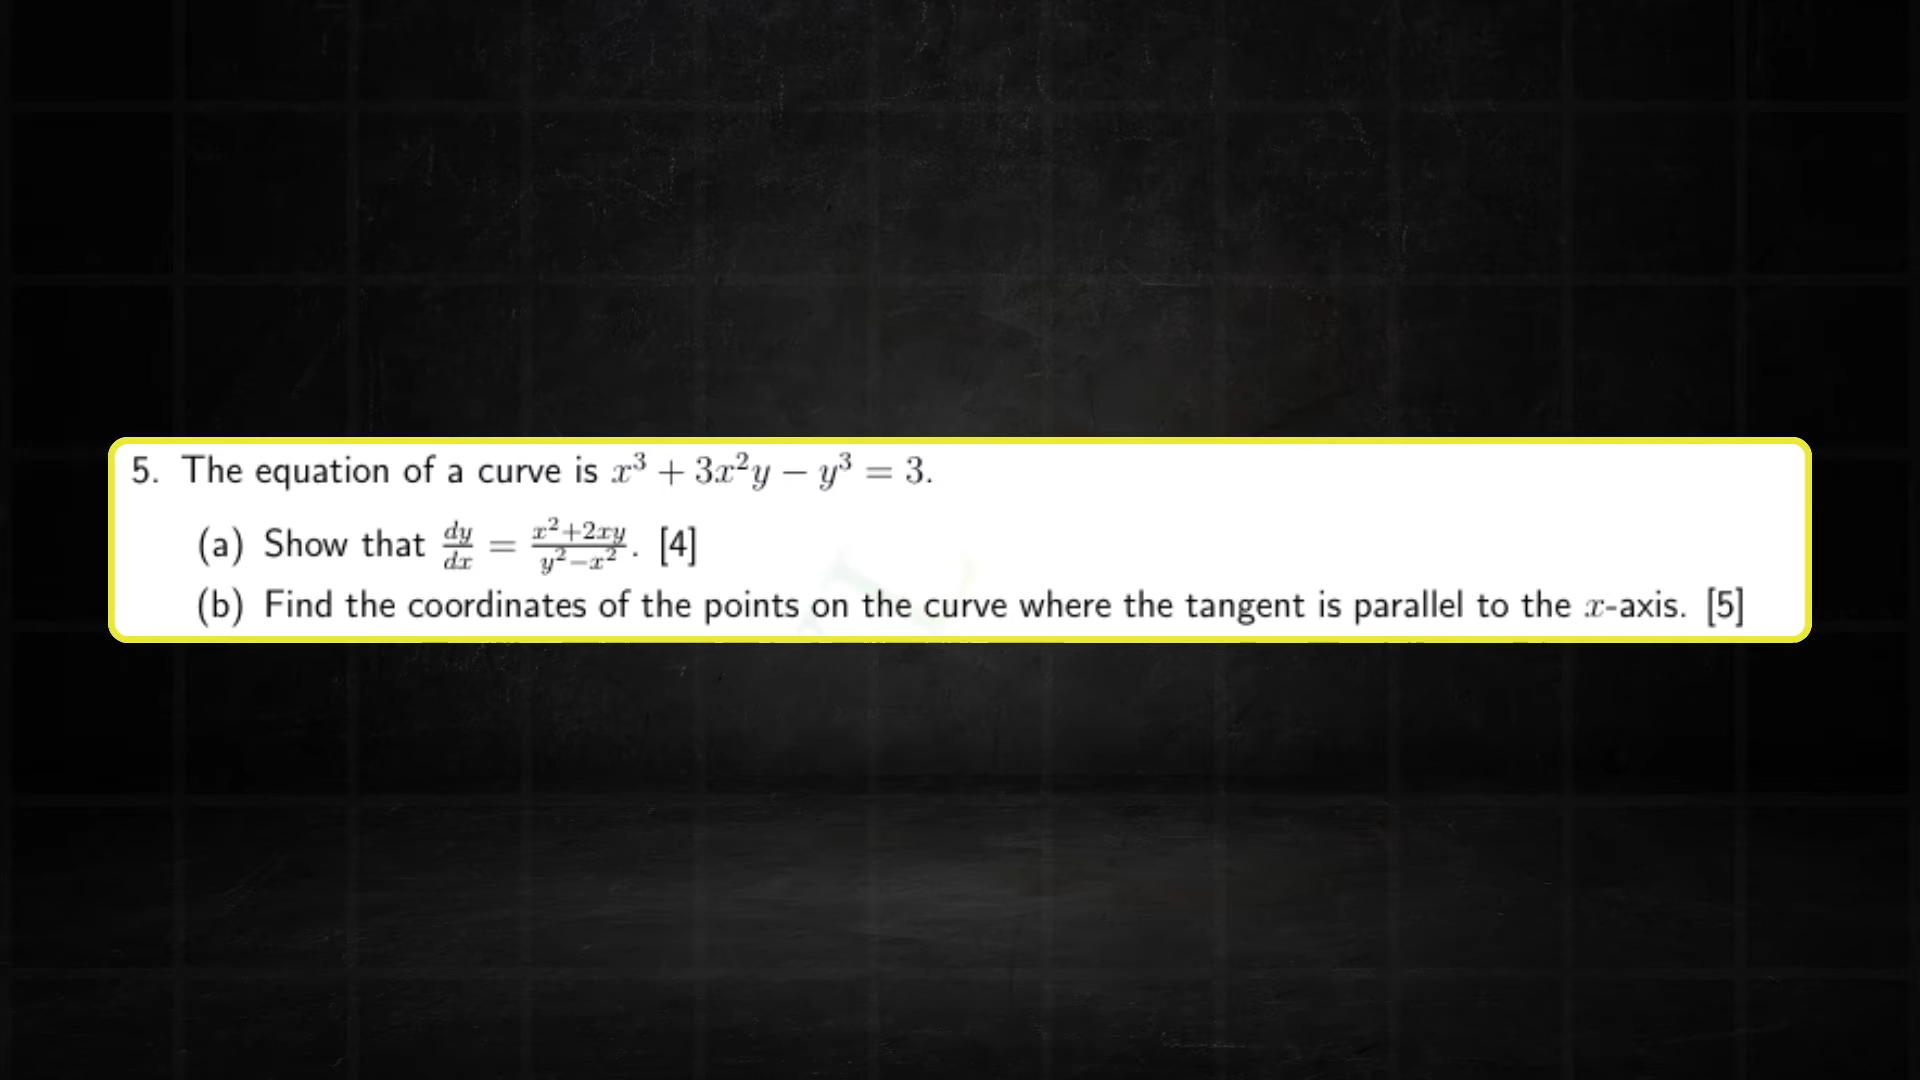 5. The equation of a curve is x³ + 3x²y − y³ = 3.
(a) Show that dy/dx = (x²+2xy)/(y²−x²). [4]
(b) Find the coordinates of the points on the curve where the tangent is parallel to the x-axis. [5]